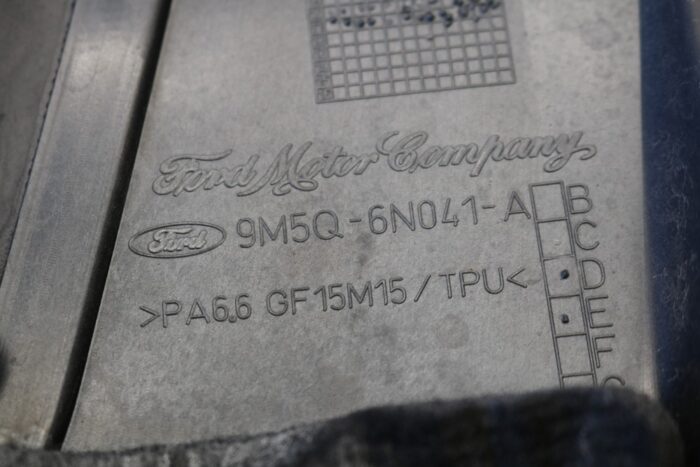 Ford Motor Company
Ford 9M5Q-6N041-A
>PA6.6 GF15M15/TPU<
B
C
D
E
F